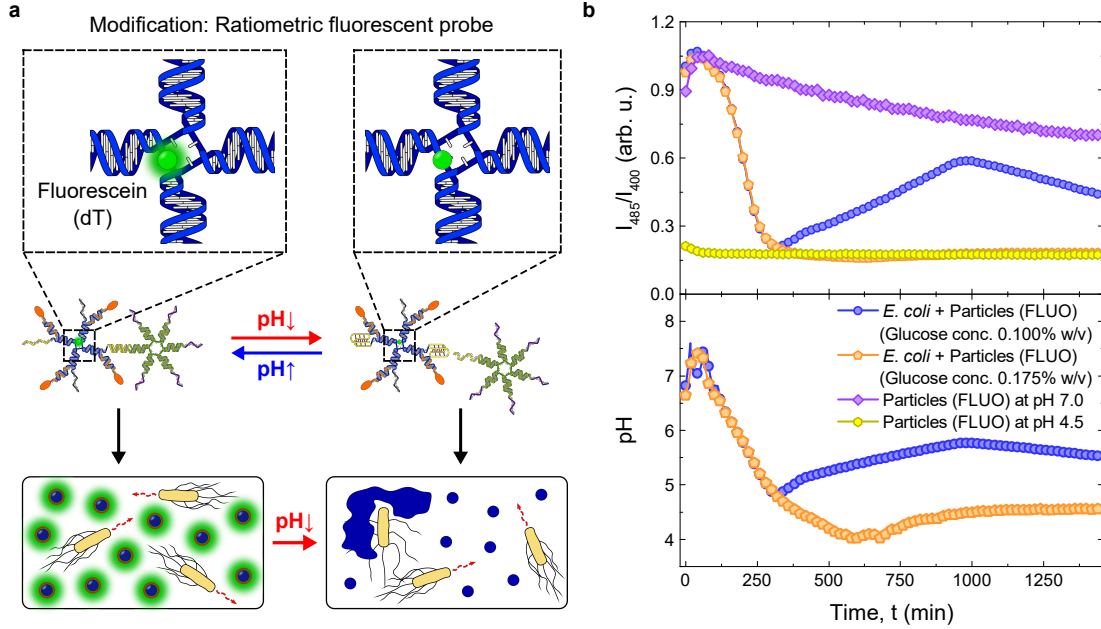 a
Modification: Ratiometric fluorescent probe
Fluorescein
(dT)
pH↓
pH↑
pH↓
b
I485/I400 (arb. u.)
1.2
0.9
0.6
0.3
0.0
E. coli + Particles (FLUO)
(Glucose conc. 0.100% w/v)
E. coli + Particles (FLUO)
(Glucose conc. 0.175% w/v)
Particles (FLUO) at pH 7.0
Particles (FLUO) at pH 4.5
pH
8
7
6
5
4
0 250 500 750 1000 1250
Time, t (min)